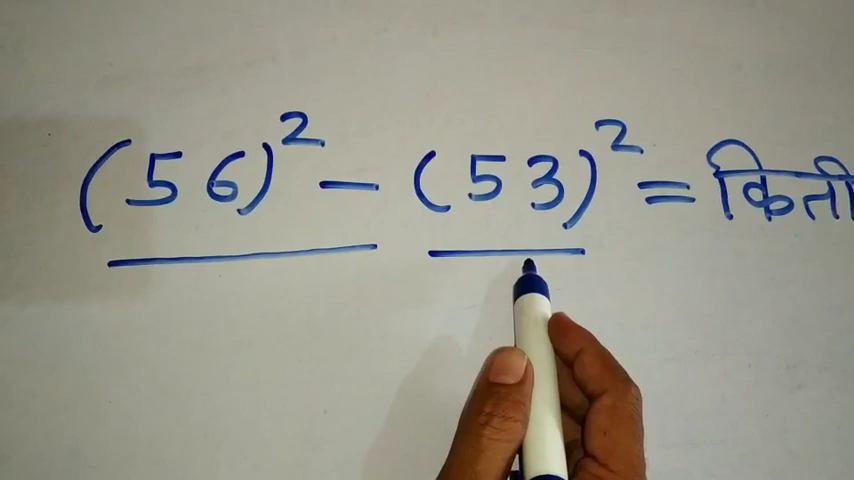 (56)² − (53)² = किती